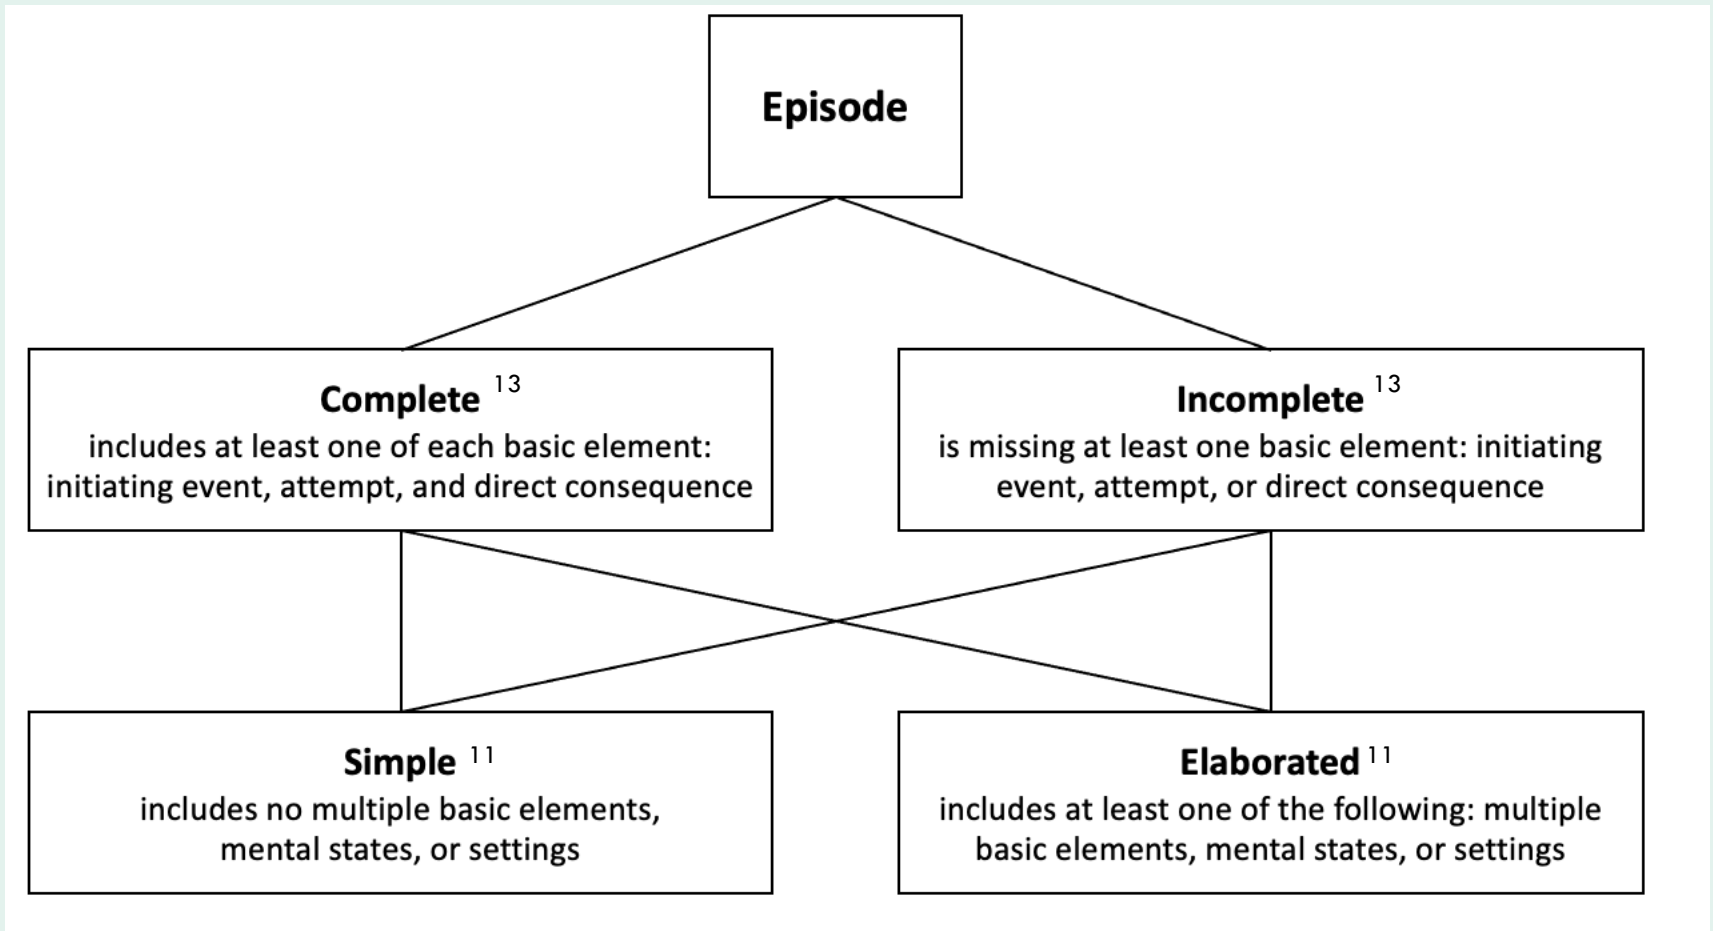 Episode
Complete 13
includes at least one of each basic element:
initiating event, attempt, and direct consequence
Incomplete 13
is missing at least one basic element: initiating
event, attempt, or direct consequence
Simple 11
includes no multiple basic elements,
mental states, or settings
Elaborated 11
includes at least one of the following: multiple
basic elements, mental states, or settings